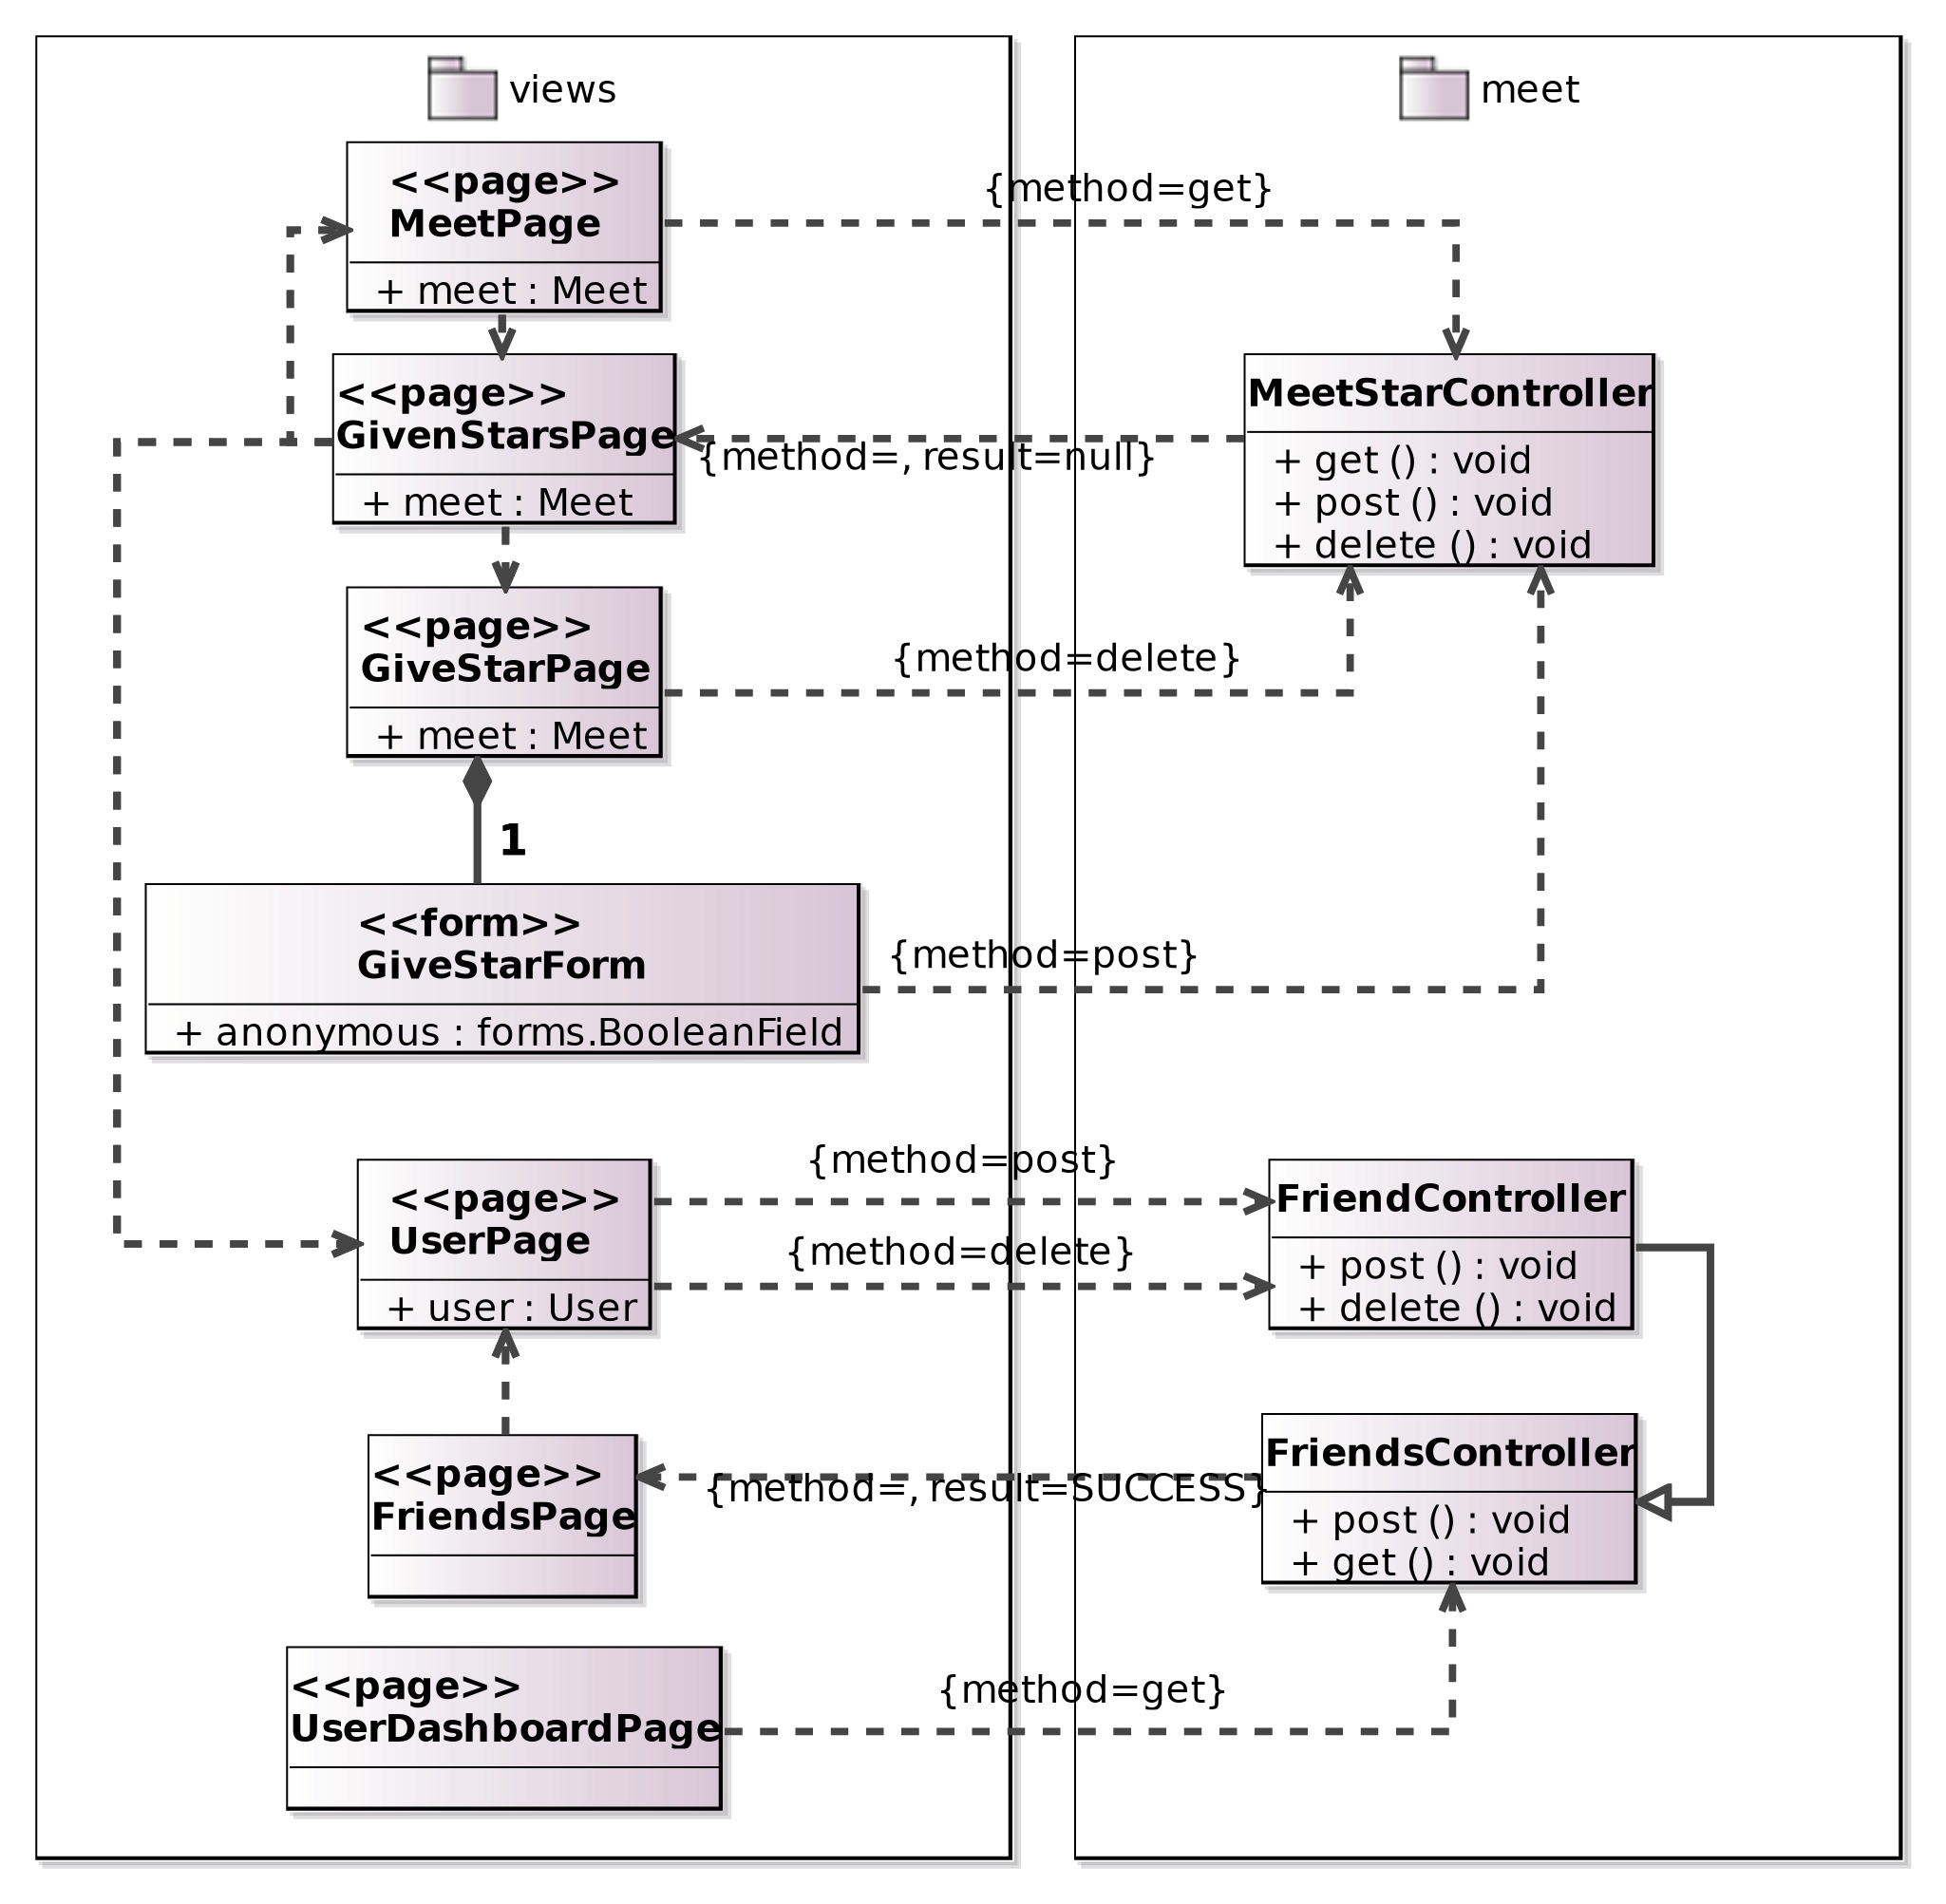 views
meet
<<page>>
MeetPage
+ meet : Meet
{method=get}
<<page>>
GivenStarsPage
+ meet : Meet
{method=, result=null}
MeetStarController
+ get () : void
+ post () : void
+ delete () : void
<<page>>
GiveStarPage
+ meet : Meet
{method=delete}
1
<<form>>
GiveStarForm
+ anonymous : forms.BooleanField
{method=post}
<<page>>
UserPage
+ user : User
{method=post}
{method=delete}
FriendController
+ post () : void
+ delete () : void
<<page>>
FriendsPage
{method=, result=SUCCESS}
FriendsController
+ post () : void
+ get () : void
<<page>>
UserDashboardPage
{method=get}